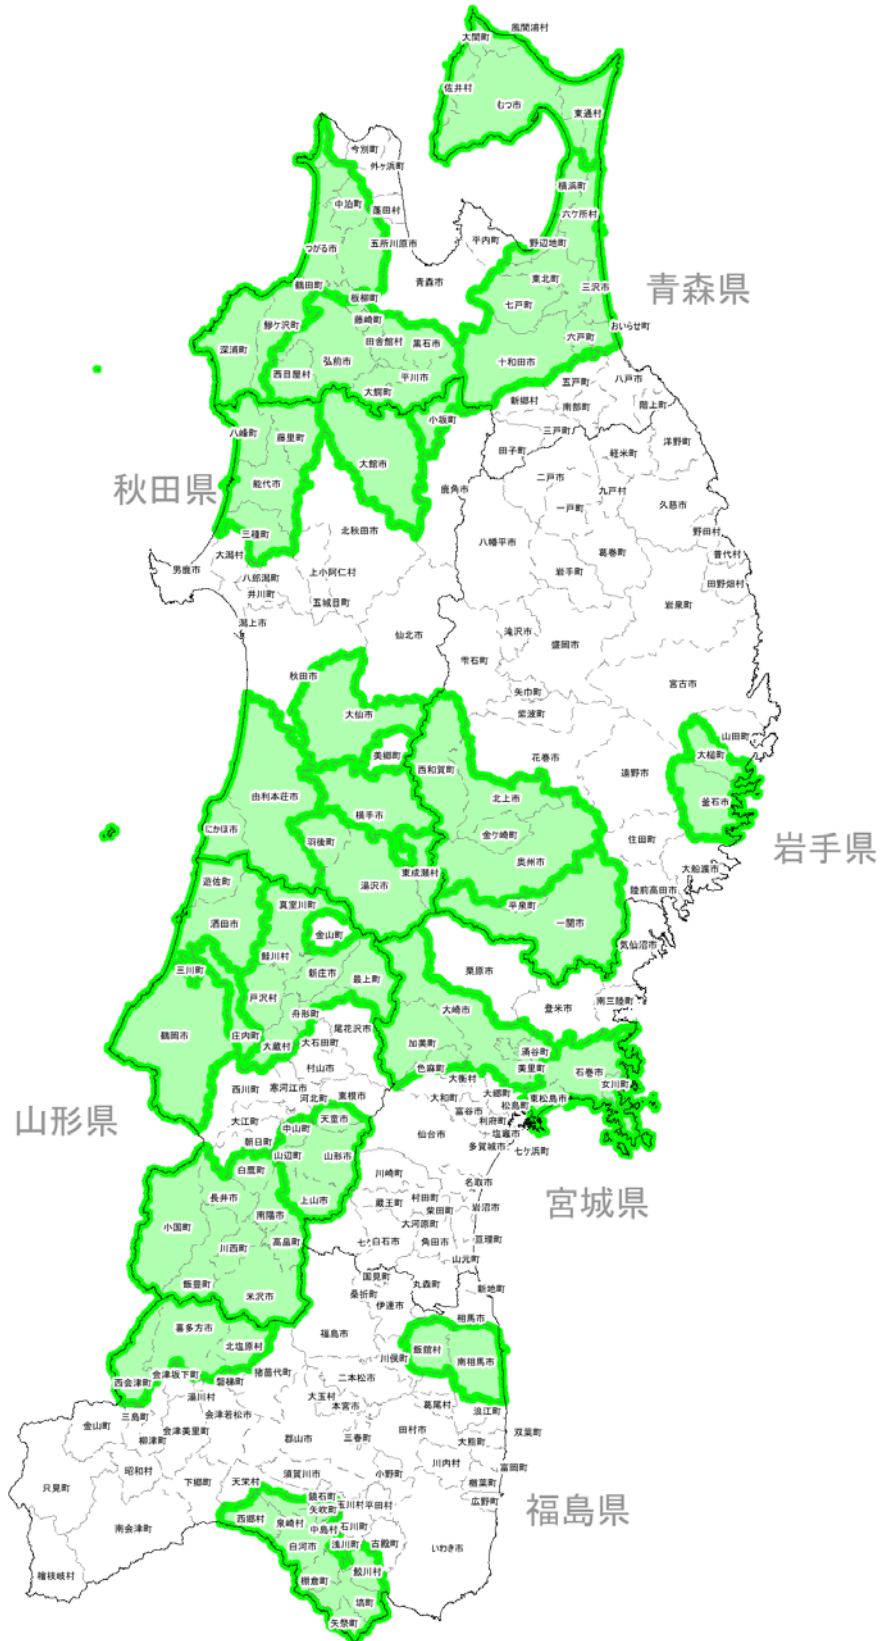 風間浦村
大間町
佐井村
むつ市
東通村
今別町
外ヶ浜町
横浜町
中泊町
蓬田村
六ケ所村
五所川原市
平内町
野辺地町
つがる市
青森市
東北町
鶴田町
三沢市
青森県
板柳町
七戸町
鰺ケ沢町
藤崎町
おいらせ町
田舎館村
黒石市
六戸町
深浦町
弘前市
十和田市
西目屋村
平川市
八戸市
五戸町
大鰐町
新郷村
南部町
階上町
小坂町
三戸町
八峰町
藤里町
洋野町
田子町
軽米町
大館市
二戸市
能代市
秋田県
鹿角市
九戸村
久慈市
一戸町
北秋田市
野田村
三種町
八幡平市
大潟村
葛巻町
普代村
男鹿市
上小阿仁村
岩手町
八郎潟町
田野畑村
井川町
五城目町
岩泉町
潟上市
滝沢市
仙北市
盛岡市
雫石町
秋田市
宮古市
矢巾町
大仙市
紫波町
山田町
美郷町
大槌町
花巻市
西和賀町
遠野市
由利本荘市
北上市
釜石市
横手市
にかほ市
金ケ崎町
羽後町
住田町
岩手県
奥州市
大船渡市
東成瀬村
遊佐町
湯沢市
陸前高田市
真室川町
平泉町
酒田市
一関市
金山町
気仙沼市
鮭川村
三川町
新庄市
栗原市
最上町
戸沢村
南三陸町
登米市
大崎市
舟形町
尾花沢市
鶴岡市
庄内町
大石田町
加美町
大蔵村
涌谷町
村山市
色麻町
美里町
石巻市
大衡村
女川町
西川町
寒河江市
大郷町
東根市
河北町
大和町
東松島市
松島町
富谷市
山形県
大江町
中山町
天童市
利府町
仙台市
塩竈市
朝日町
多賀城市
七ケ浜町
山辺町
山形市
白鷹町
川崎町
名取市
長井市
上山市
蔵王町
村田町
宮城県
柴田町
岩沼市
南陽市
大河原町
小国町
高畠町
川西町
七ヶ
白石市
角田市
亘理町
山元町
国見町
飯豊町
丸森町
新地町
米沢市
桑折町
伊達市
相馬市
喜多方市
福島市
北塩原村
飯舘村
川俣町
南相馬市
会津坂下町
猪苗代町
西会津町
磐梯町
二本松市
湯川村
大玉村
葛尾村
本宮市
浪江町
三島町
会津若松市
金山町
会津美里町
田村市
双葉町
柳津町
郡山市
三春町
大熊町
川内村
富岡町
昭和村
須賀川市
小野町
只見町
下郷町
天栄村
楢葉町
鏡石町
広野町
矢吹町
玉川村
平田村
福島県
西郷村
泉崎村
南会津町
中島村
石川町
白河市
浅川町
古殿町
いわき市
鮫川村
檜枝岐村
棚倉町
塙町
矢祭町